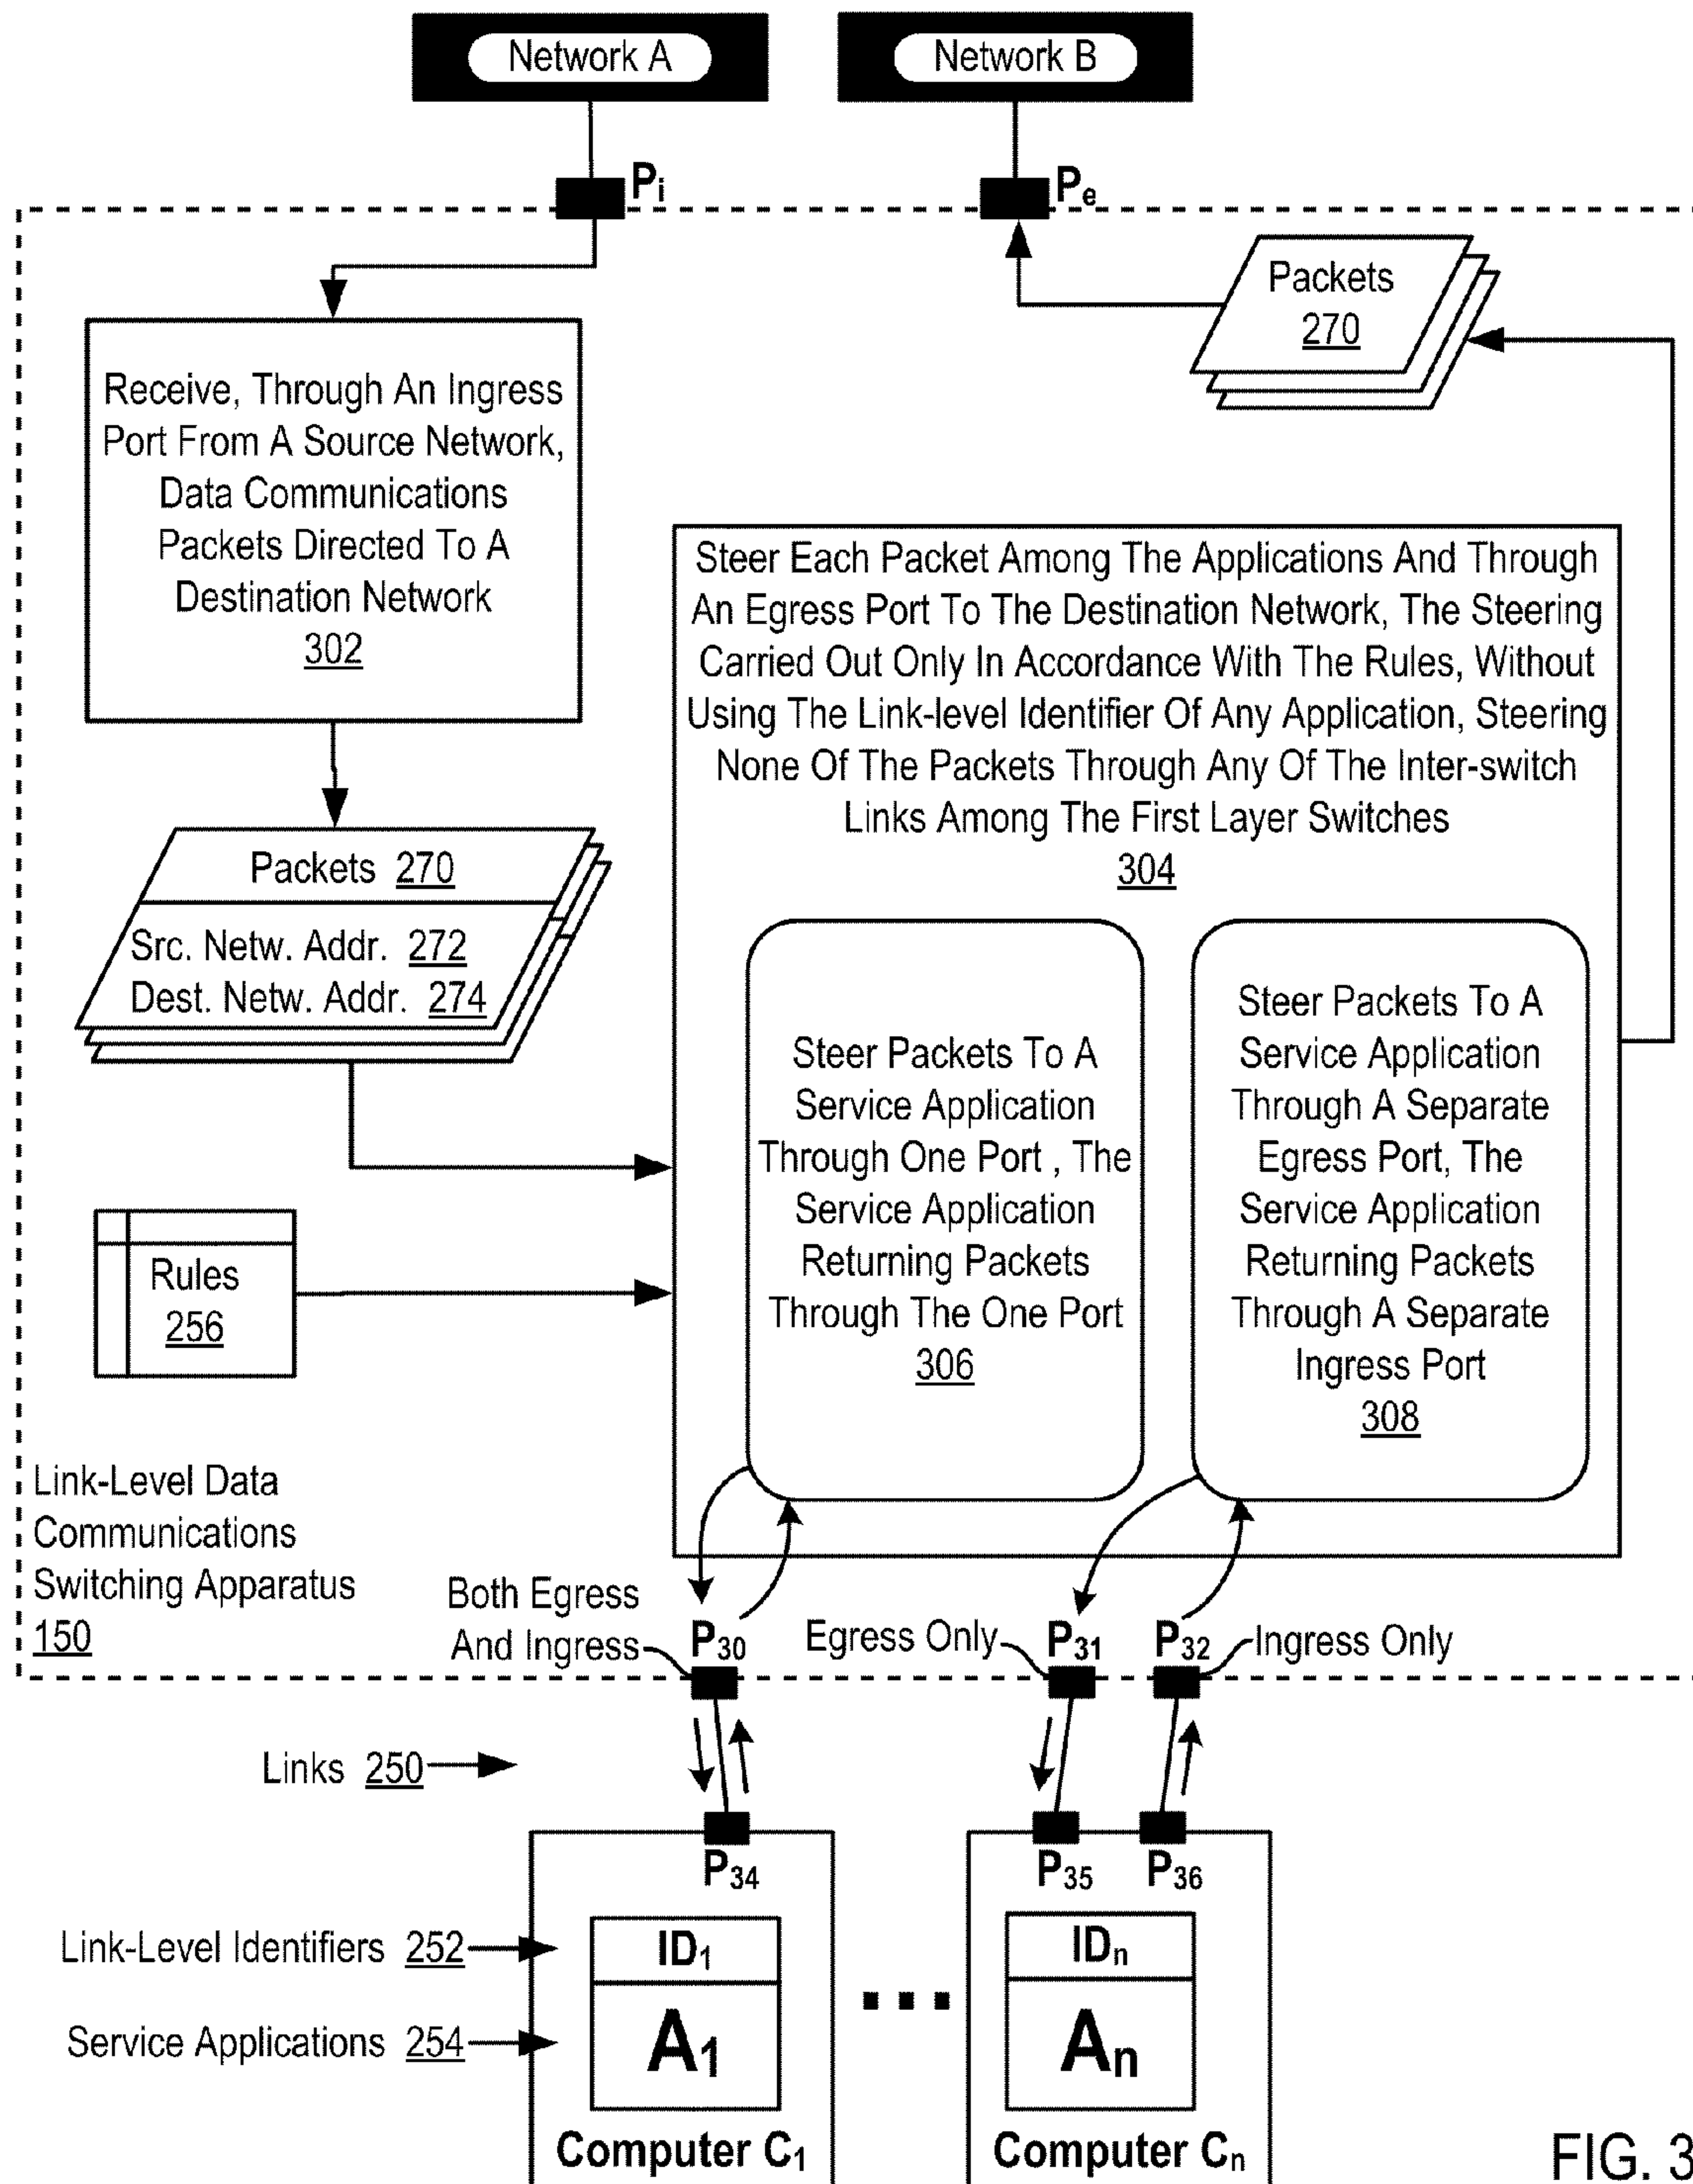 Network A
Network B
Pi
Pe
Packets
270
Receive, Through An Ingress
Port From A Source Network,
Data Communications
Packets Directed To A
Destination Network
302
Steer Each Packet Among The Applications And Through
An Egress Port To The Destination Network, The Steering
Carried Out Only In Accordance With The Rules, Without
Using The Link-level Identifier Of Any Application, Steering
None Of The Packets Through Any Of The Inter-switch
Links Among The First Layer Switches
304
Packets 270
Src. Netw. Addr. 272
Dest. Netw. Addr. 274
Steer Packets To A
Service Application
Through One Port , The
Service Application
Returning Packets
Through The One Port
306
Steer Packets To A
Service Application
Through A Separate
Egress Port, The
Service Application
Returning Packets
Through A Separate
Ingress Port
308
Rules
256
Link-Level Data
Communications
Switching Apparatus
150
Both Egress
And Ingress
P30
Egress Only
P31
P32
Ingress Only
Links 250
P34
P35
P36
Link-Level Identifiers 252
ID1
IDn
Service Applications 254
A1
...
An
Computer C1
Computer Cn
FIG. 3